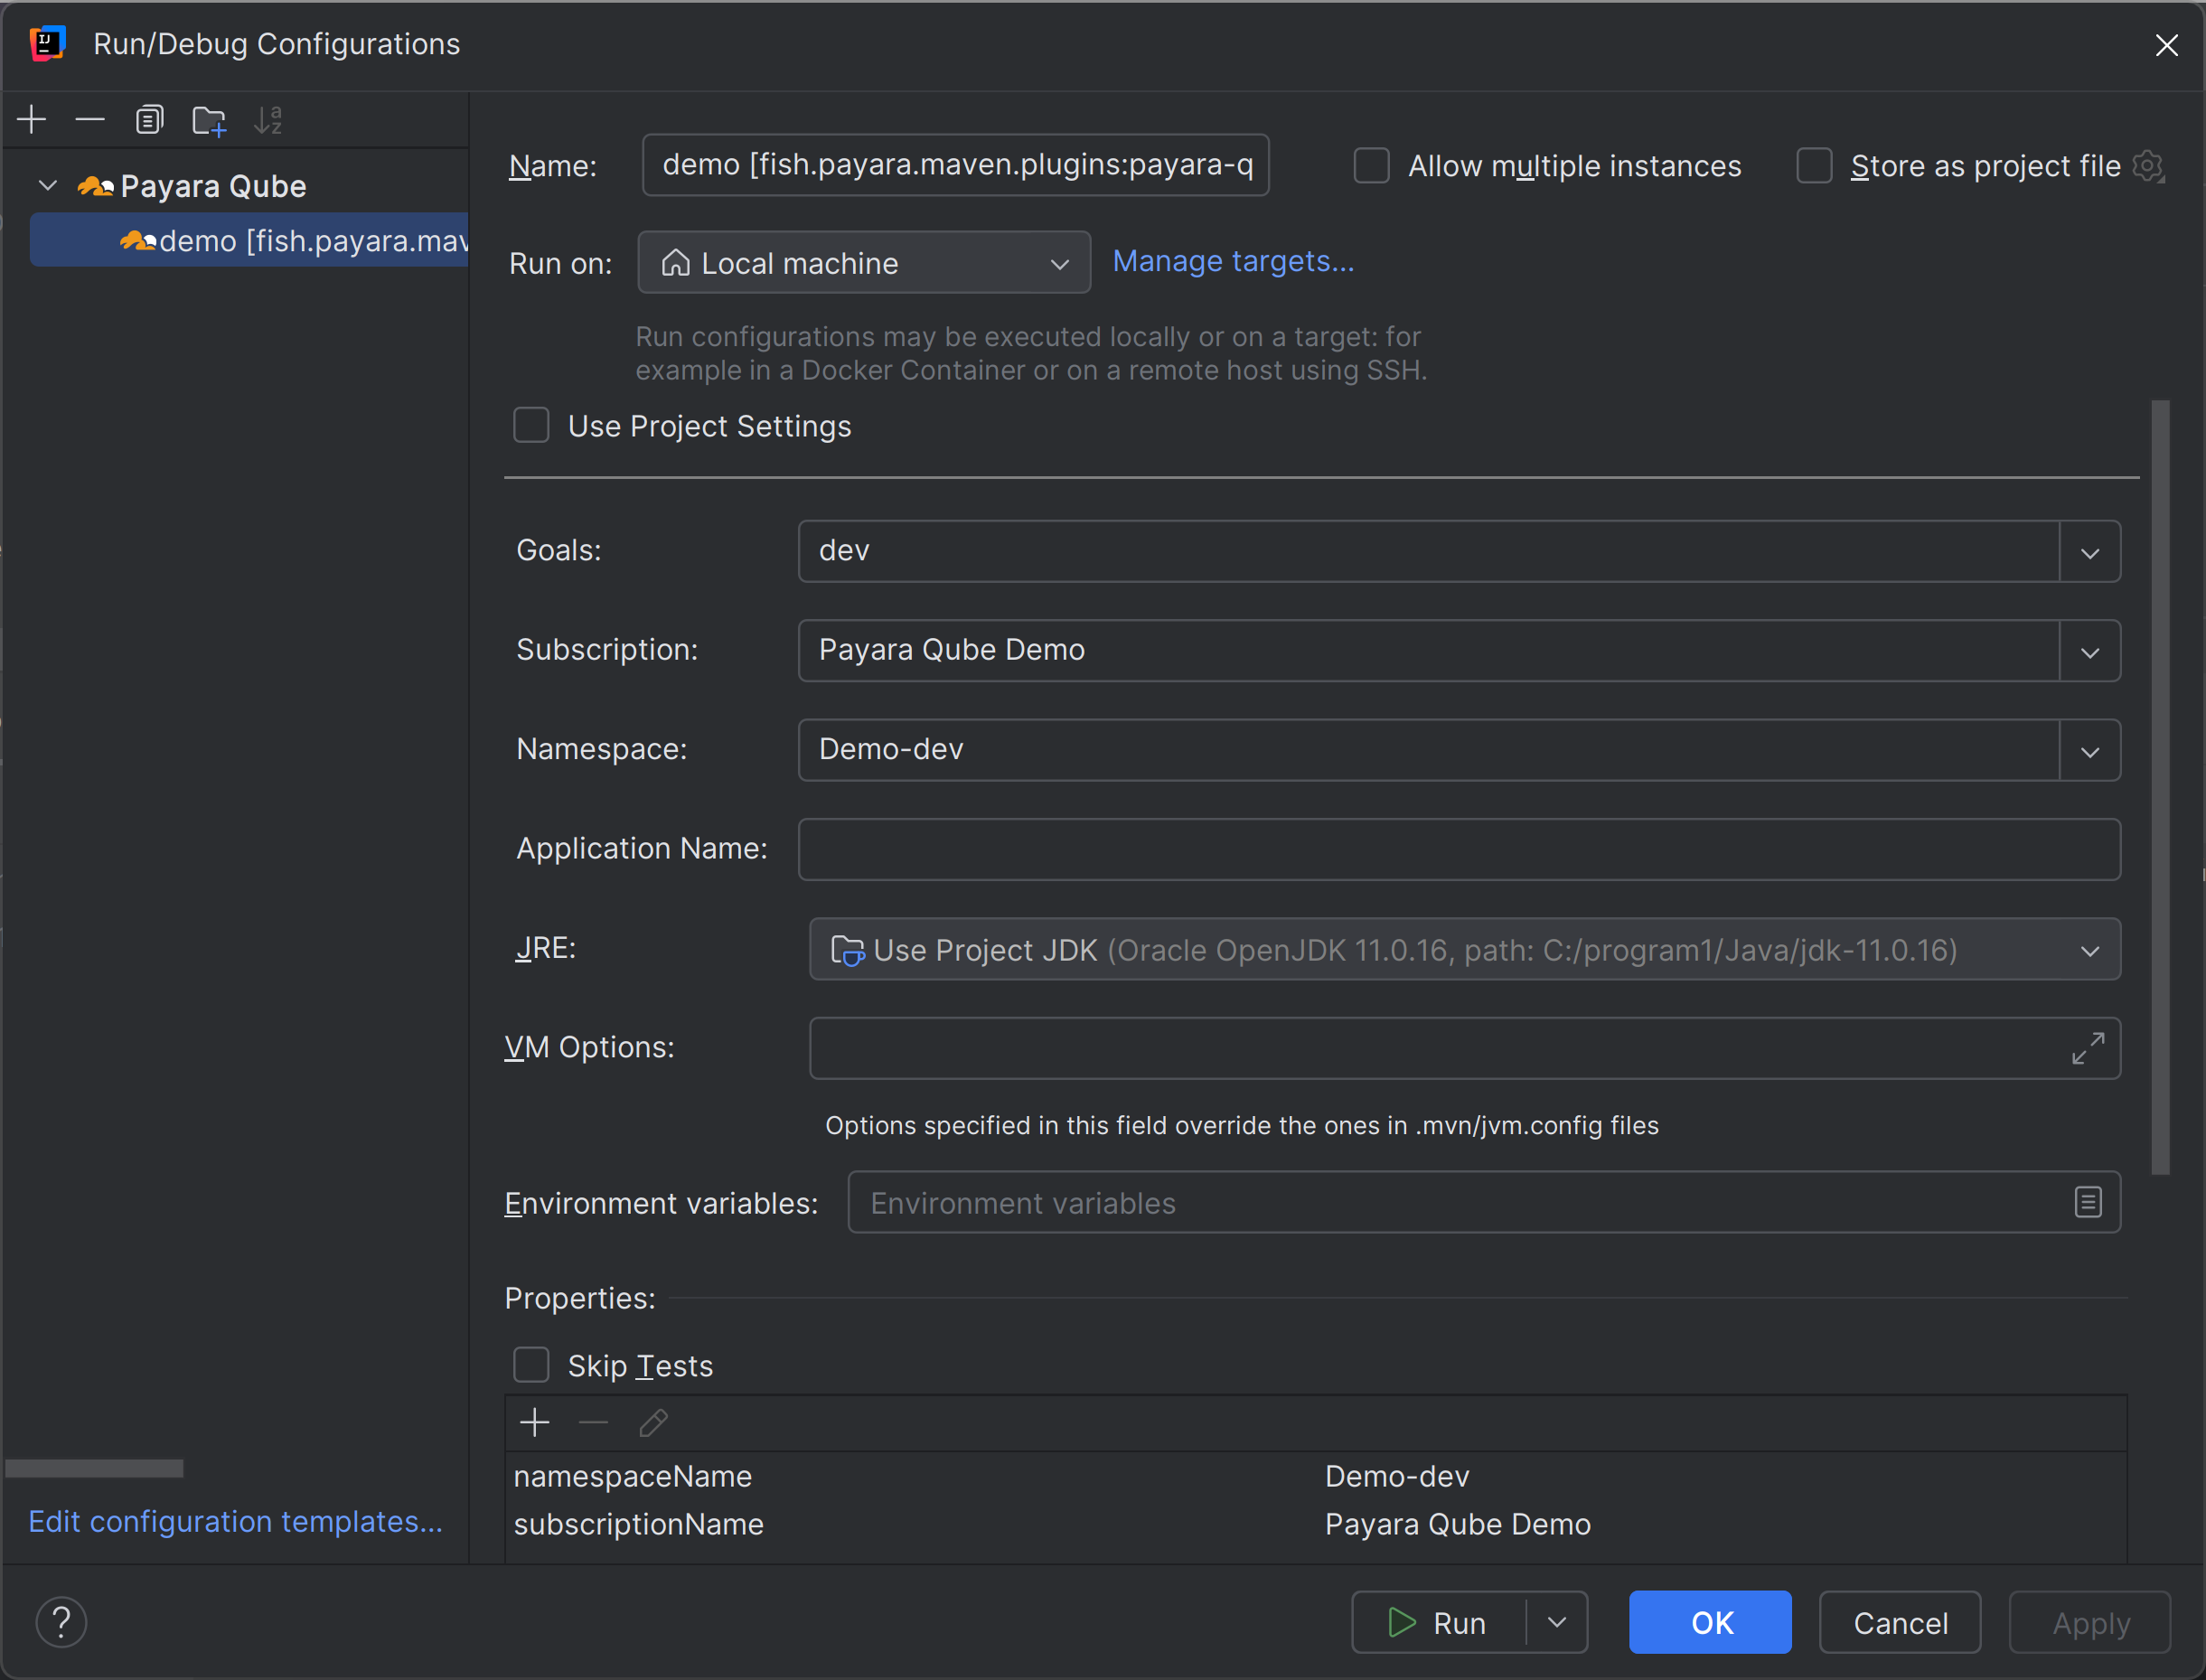 Run/Debug Configurations
Payara Qube
demo [fish.payara.mav
Edit configuration templates...
Name: demo [fish.payara.maven.plugins:payara-q
Allow multiple instances
Store as project file
Run on: Local machine
Manage targets...
Run configurations may be executed locally or on a target: for
example in a Docker Container or on a remote host using SSH.
Use Project Settings
Goals: dev
Subscription: Payara Qube Demo
Namespace: Demo-dev
Application Name:
JRE: Use Project JDK (Oracle OpenJDK 11.0.16, path: C:/program1/Java/jdk-11.0.16)
VM Options:
Options specified in this field override the ones in .mvn/jvm.config files
Environment variables: Environment variables
Properties:
Skip Tests
namespaceName Demo-dev
subscriptionName Payara Qube Demo
? Run OK Cancel Apply